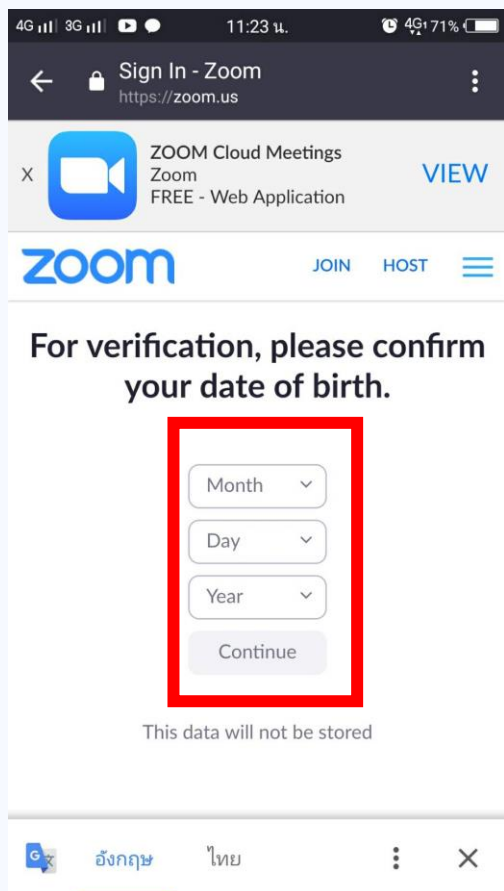 4G 3G 11:23 น. 4G 71%
Sign In - Zoom
https://zoom.us
X
ZOOM Cloud Meetings
Zoom
FREE - Web Application
VIEW
zoom JOIN HOST
For verification, please confirm
your date of birth.
Month
Day
Year
Continue
This data will not be stored
อังกฤษ ไทย